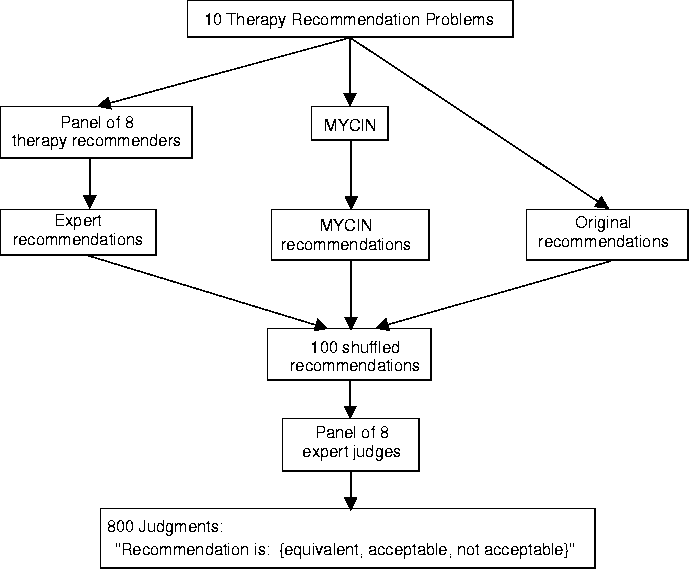 10 Therapy Recommendation Problems
Panel of 8
therapy recommenders
MYCIN
Expert
recommendations
MYCIN
recommendations
Original
recommendations
100 shuffled
recommendations
Panel of 8
expert judges
800 Judgments:
"Recommendation is: {equivalent, acceptable, not acceptable}"